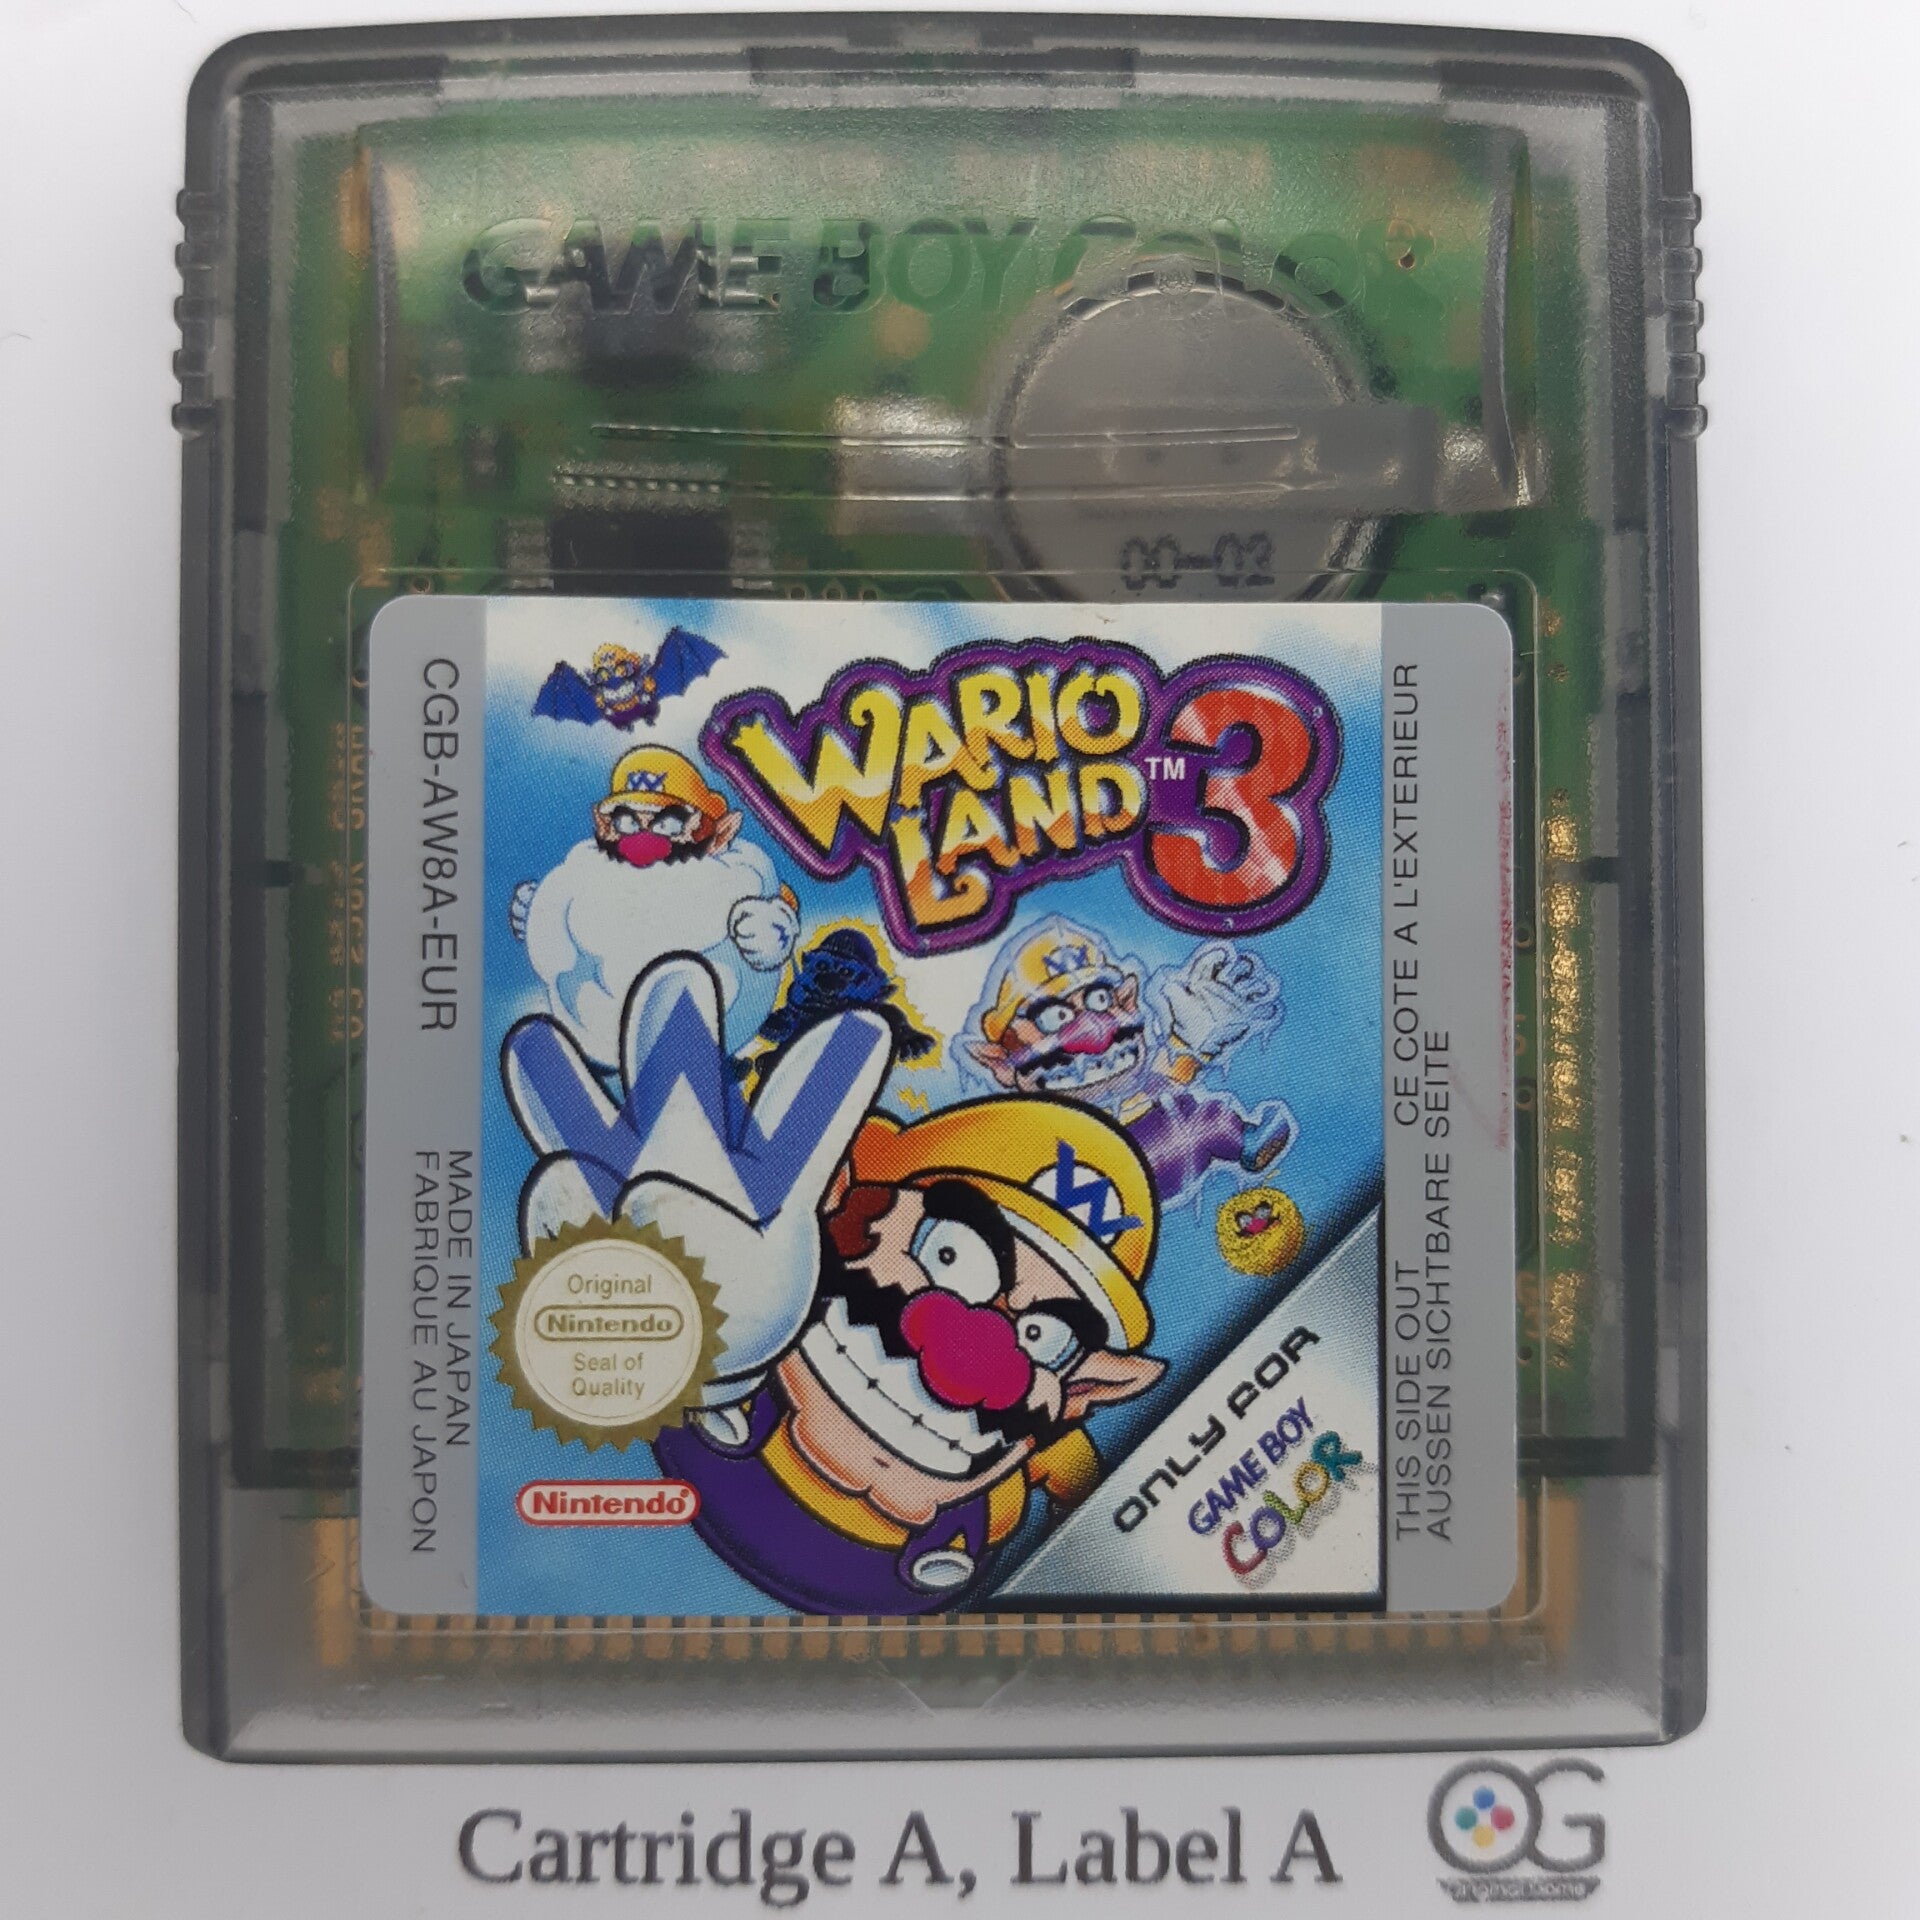 GAME BOY COLOR
00-02
CGB-AW8A-EUR
MADE IN JAPAN
FABRIQUE AU JAPON
WARIO
LAND™ 3
Original
Nintendo
Seal of
Quality
Nintendo®
ONLY FOR
GAME BOY
COLOR
THIS SIDE OUT CE COTE A L'EXTERIEUR
AUSSEN SICHTBARE SEITE
Cartridge A, Label A
OG